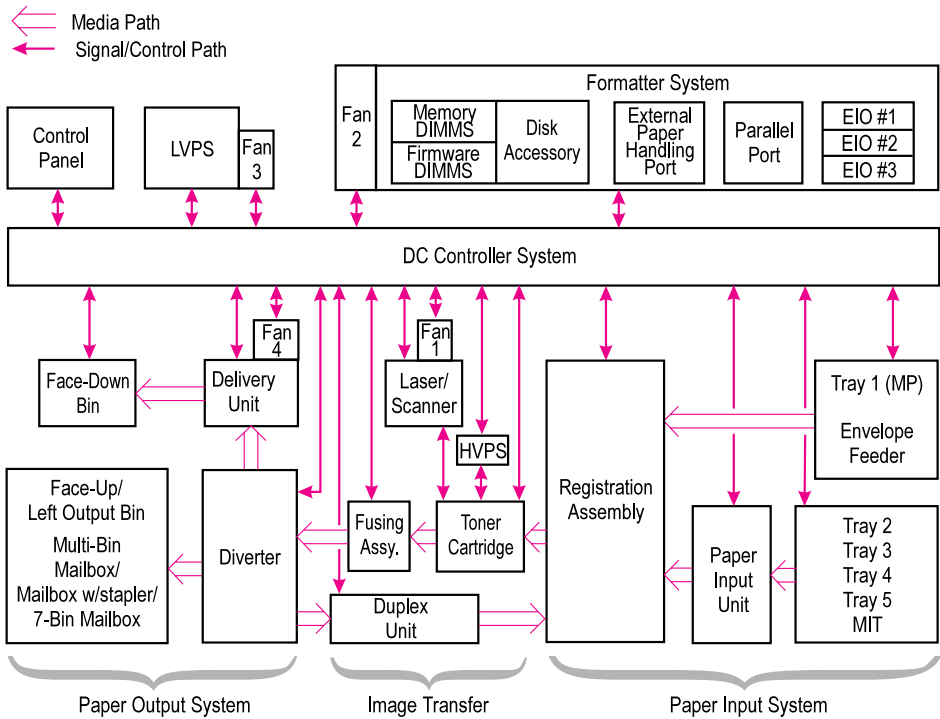 Media Path
Signal/Control Path
Control
Panel
LVPS
Fan
3
Fan
2
Formatter System
Memory
DIMMS
Firmware
DIMMS
Disk
Accessory
External
Paper
Handling
Port
Parallel
Port
EIO #1
EIO #2
EIO #3
DC Controller System
Face-Down
Bin
Delivery
Unit
Fan
4
Laser/
Scanner
Fan
1
HVPS
Registration
Assembly
Tray 1 (MP)
Envelope
Feeder
Face-Up/
Left Output Bin
Multi-Bin
Mailbox/
Mailbox w/stapler/
7-Bin Mailbox
Diverter
Fusing
Assy.
Toner
Cartridge
Duplex
Unit
Paper
Input
Unit
Tray 2
Tray 3
Tray 4
Tray 5
MIT
Paper Output System
Image Transfer
Paper Input System